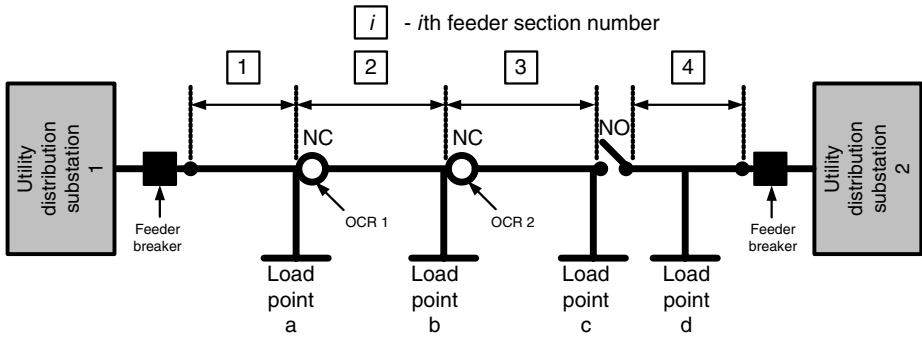 i - ith feeder section number
1
2
3
4
Utility
distribution
substation
1
NC
NC
NO
Utility
distribution
substation
2
Feeder
breaker
OCR 1
OCR 2
Feeder
breaker
Load
point
a
Load
point
b
Load
point
c
Load
point
d